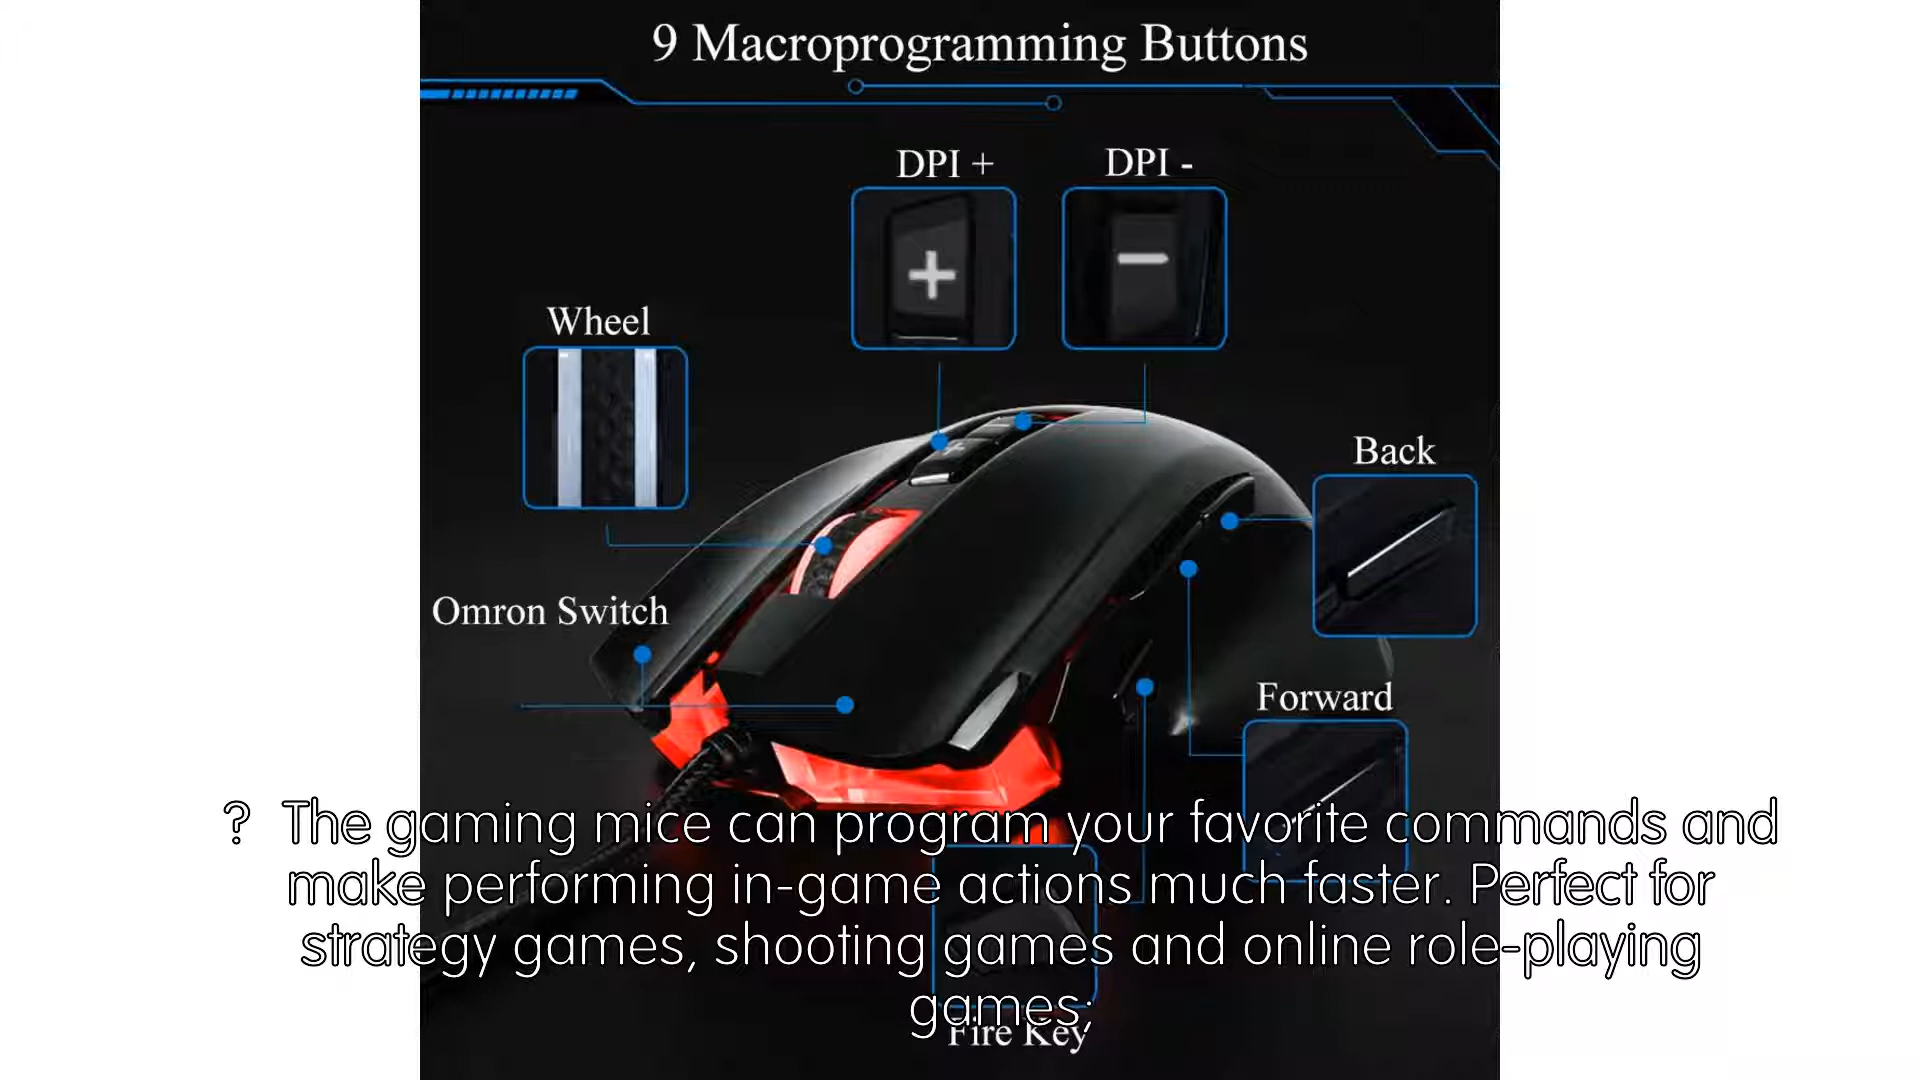 9 Macroprogramming Buttons
DPI +
DPI -
Wheel
Back
Omron Switch
Forward
? The gaming mice can program your favorite commands and
make performing in-game actions much faster. Perfect for
strategy games, shooting games and online role-playing
games;
Fire Key